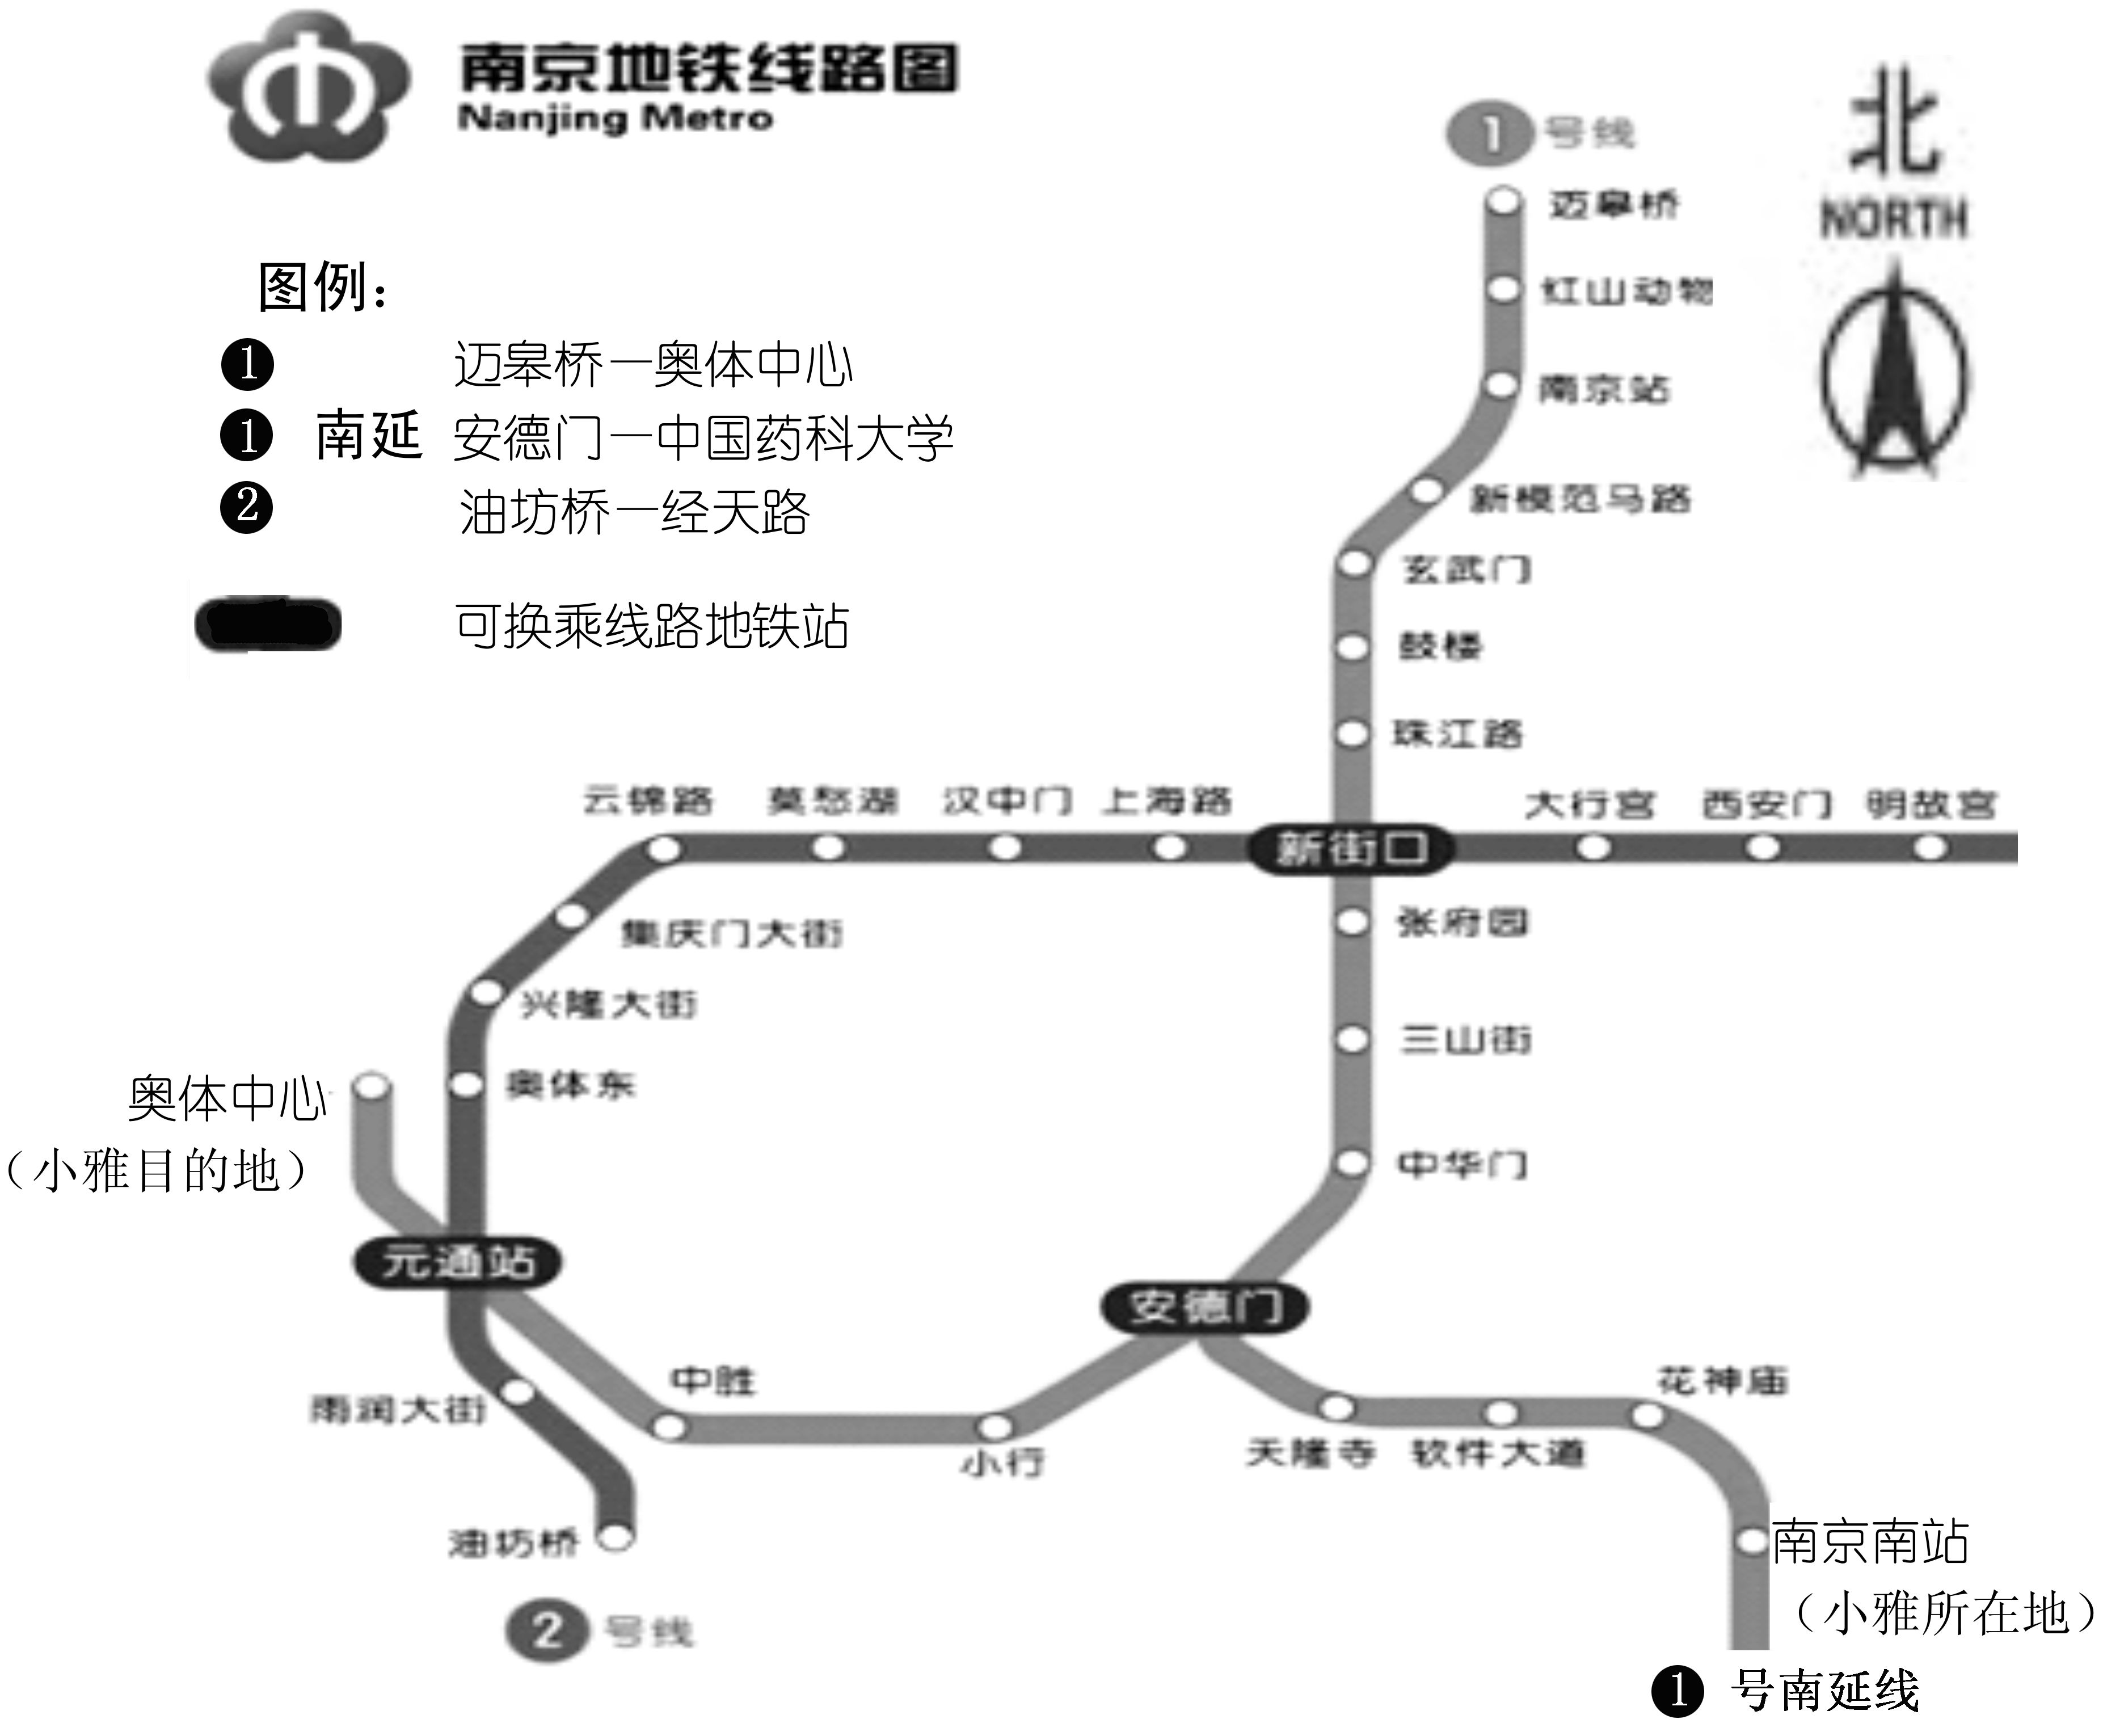 南京地铁线路图
Nanjing Metro
北
NORTH
图例：
❶ 迈皋桥—奥体中心
❶ 南延 安德门—中国药科大学
❷ 油坊桥—经天路
可换乘线路地铁站
1 号线
迈皋桥
红山动物
南京站
新模范马路
玄武门
鼓楼
珠江路
云锦路 莫愁湖 汉中门 上海路 新街口 大行宫 西安门 明故宫
集庆门大街
张府园
兴隆大街
三山街
奥体中心
（小雅目的地）
奥体东
中华门
元通站
安德门
雨润大街
中胜
小行
天隆寺 软件大道
花神庙
油坊桥
2 号线
南京南站
（小雅所在地）
❶ 号南延线